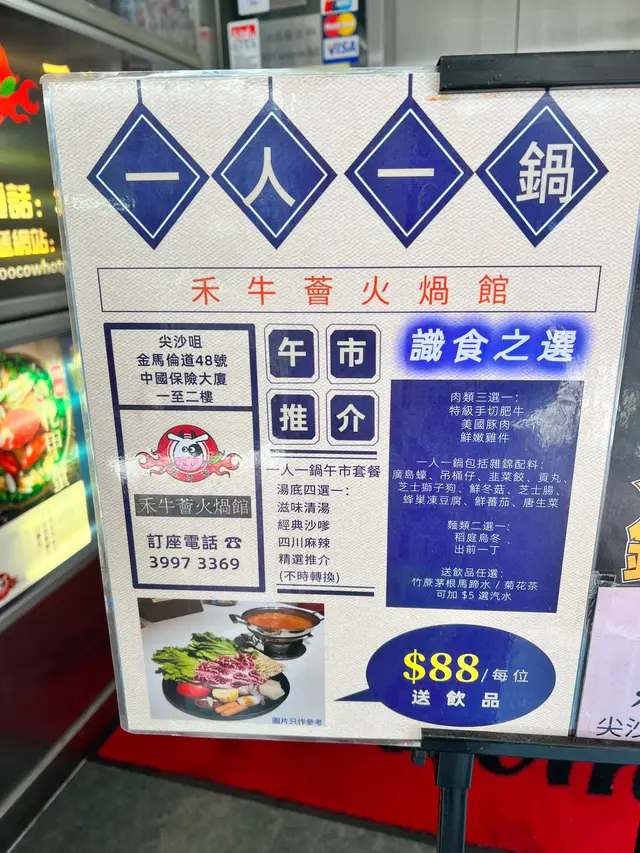 VISA
一人一鍋
禾牛薈火煱館
尖沙咀
金馬倫道48號
中國保險大廈
一至二樓
禾牛薈火煱館
訂座電話 ☎
3997 3369
午市
推介
一人一鍋午市套餐
湯底四選一：
滋味清湯
經典沙嗲
四川麻辣
精選推介
(不時轉換)
識食之選
肉類三選一：
特級手切肥牛
美國豚肉
鮮嫩雞件
一人一鍋包括雜錦配料：
廣島蠔、吊桶仔、韭菜餃、貢丸、
芝士獅子狗、鮮冬菇、芝士腸、
蜂巢凍豆腐、鮮蕃茄、唐生菜
麵類二選一：
稻庭烏冬
出前一丁
送飲品任選：
竹蔗茅根馬蹄水 / 菊花茶
可加 $5 選汽水
$88/每位
送飲品
圖片只作參考
話：
網站：
尖沙